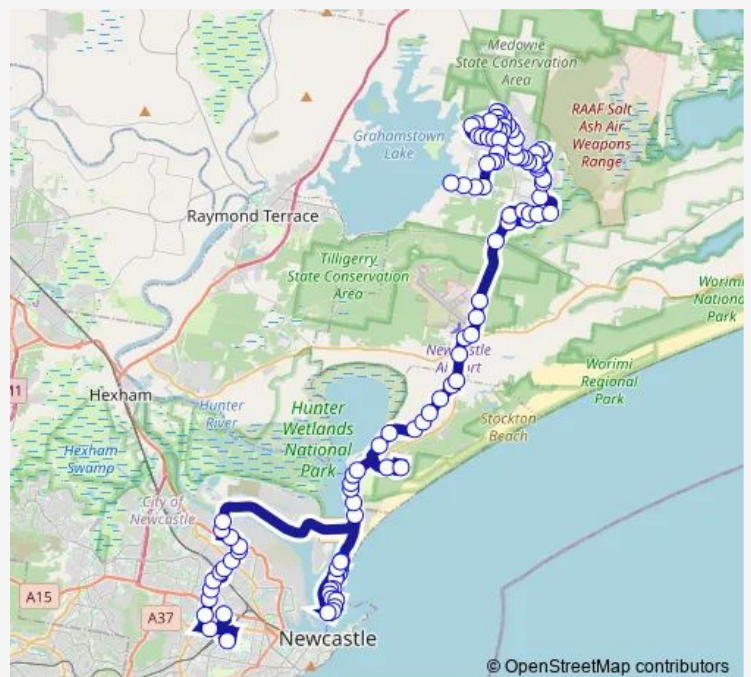 Medowie
State Conservation
Area
RAAF Salt
Ash Air
Weapons
Range
Grahamstown
Lake
Raymond Terrace
Tilligerry
State Conservation
Area
Worimi
National
Park
Newcastle
Airport
Worimi
Regional
Park
M1
Hexham
Hunter
River
Hunter
Wetlands
National
Park
Stockton
Beach
Hexham
Swamp
City of
Newcastle
A15
A37
Newcastle
© OpenStreetMap contributors